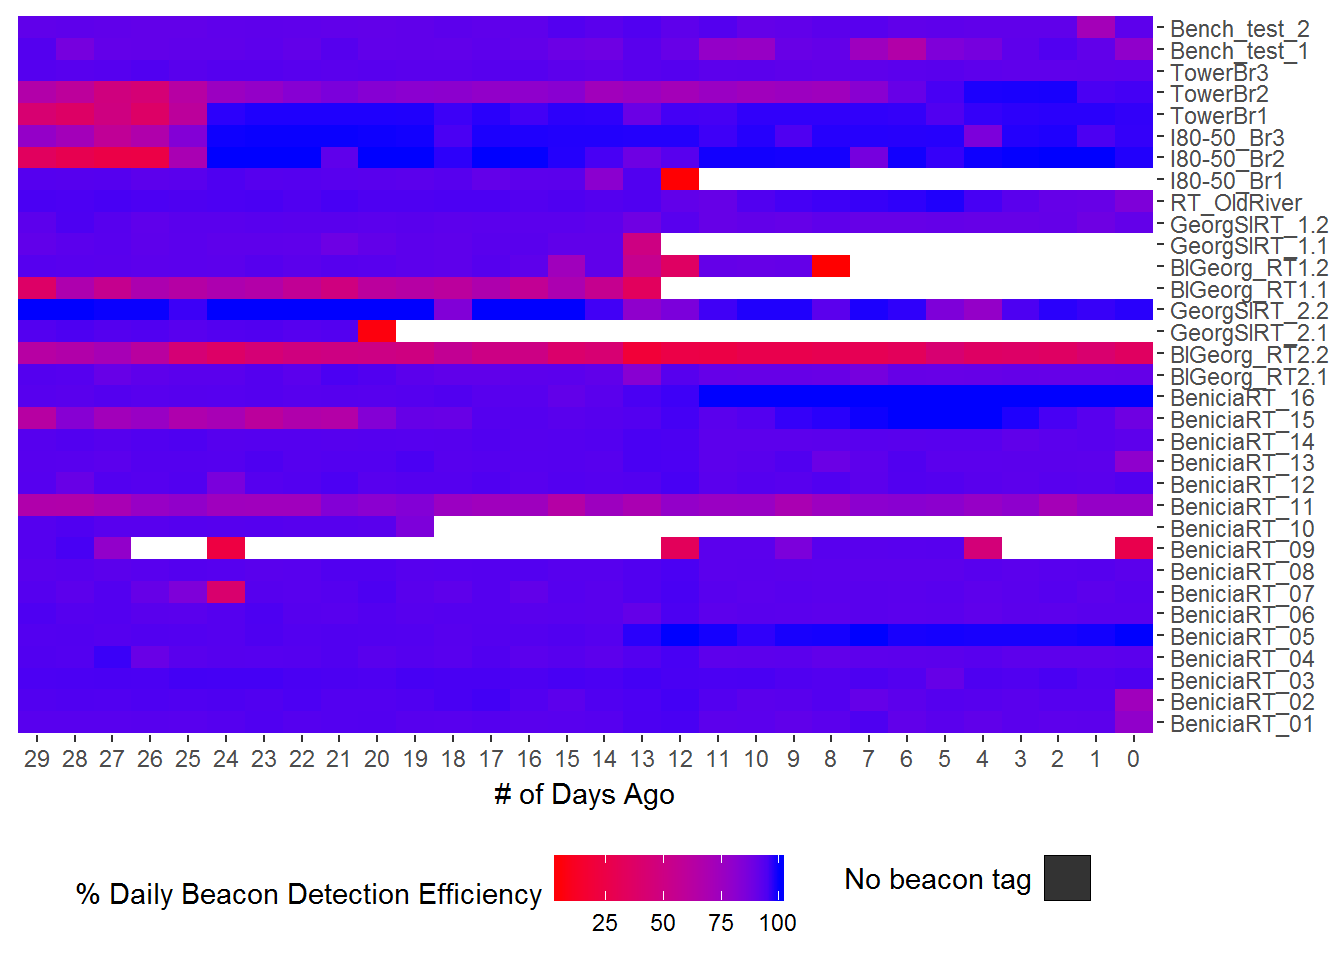 Bench_test_2
Bench_test_1
TowerBr3
TowerBr2
TowerBr1
I80-50_Br3
I80-50_Br2
I80-50_Br1
RT_OldRiver
GeorgSlRT_1.2
GeorgSlRT_1.1
BlGeorg_RT1.2
BlGeorg_RT1.1
GeorgSlRT_2.2
GeorgSlRT_2.1
BlGeorg_RT2.2
BlGeorg_RT2.1
BeniciaRT_16
BeniciaRT_15
BeniciaRT_14
BeniciaRT_13
BeniciaRT_12
BeniciaRT_11
BeniciaRT_10
BeniciaRT_09
BeniciaRT_08
BeniciaRT_07
BeniciaRT_06
BeniciaRT_05
BeniciaRT_04
BeniciaRT_03
BeniciaRT_02
BeniciaRT_01
29 28 27 26 25 24 23 22 21 20 19 18 17 16 15 14 13 12 11 10 9 8 7 6 5 4 3 2 1 0
# of Days Ago
% Daily Beacon Detection Efficiency
25 50 75 100
No beacon tag